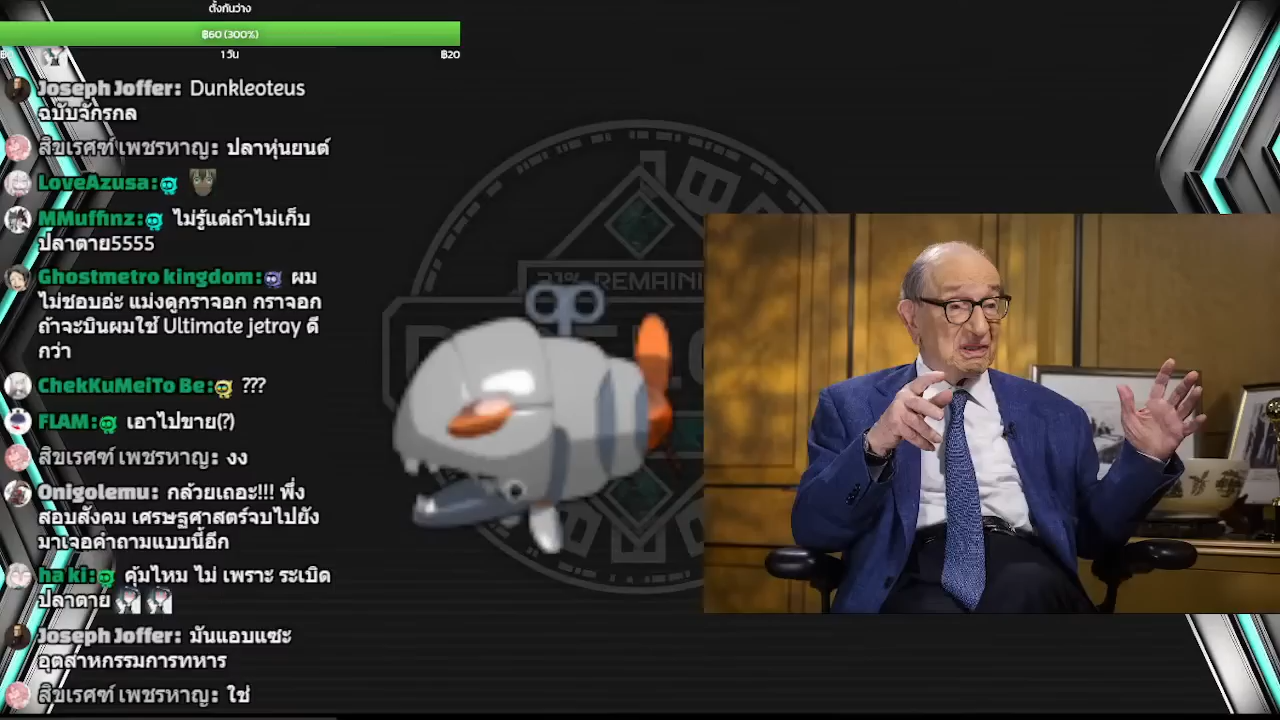 ตั้งกันว่าง
฿60 (300%)
1 วัน
฿20
Joseph Joffer: Dunkleoteus
ฉบับจักรกล
สิขเรศฑ์ เพชรหาญ: ปลาหุ่นยนต์
LoveAzusa:
MMuffinz: ไม่รู้แต่ถ้าไม่เก็บ
ปลาตาย5555
Ghostmetro kingdom: ผม
ไม่ชอบอ่ะ แม่งดูกราจอก กราจอก
ถ้าจะบินผมใช้ Ultimate jetray ดี
กว่า
ChekKuMeiTo Be: ???
FLAM: เอาไปขาย(?)
สิขเรศฑ์ เพชรหาญ: งง
Onigolemu: กล้วยเถอะ!!! พึ่ง
สอบสังคม เศรษฐศาสตร์จบไปยัง
มาเจอคำถามแบบนี้อีก
ha ki: คุ้มไหม ไม่ เพราะ ระเบิด
ปลาตาย
Joseph Joffer: มันแอบแซะ
อุตสาหกรรมการทหาร
สิขเรศฑ์ เพชรหาญ: ใช่